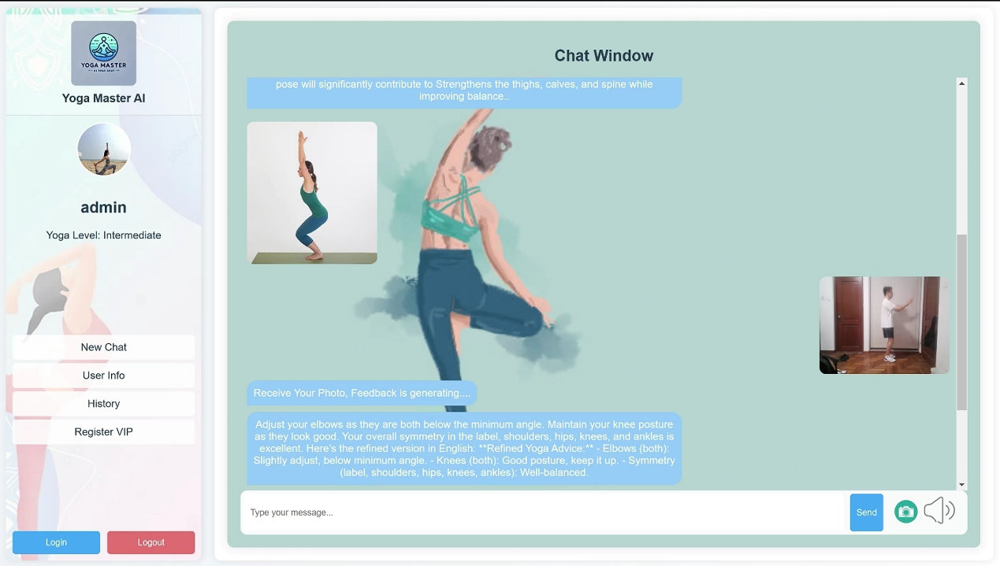 YOGA MASTER
Yoga Master AI
admin
Yoga Level: Intermediate
New Chat
User Info
History
Register VIP
Login
Logout
Chat Window
pose will significantly contribute to Strengthens the thighs, calves, and spine while
improving balance..
Receive Your Photo, Feedback is generating....
Adjust your elbows as they are both below the minimum angle. Maintain your knee posture
as they look good. Your overall symmetry in the label, shoulders, hips, knees, and ankles is
excellent. Here's the refined version in English: **Refined Yoga Advice:** - Elbows (both):
Slightly adjust, below minimum angle. - Knees (both): Good posture, keep it up. - Symmetry
(label, shoulders, hips, knees, ankles): Well-balanced.
Type your message...
Send